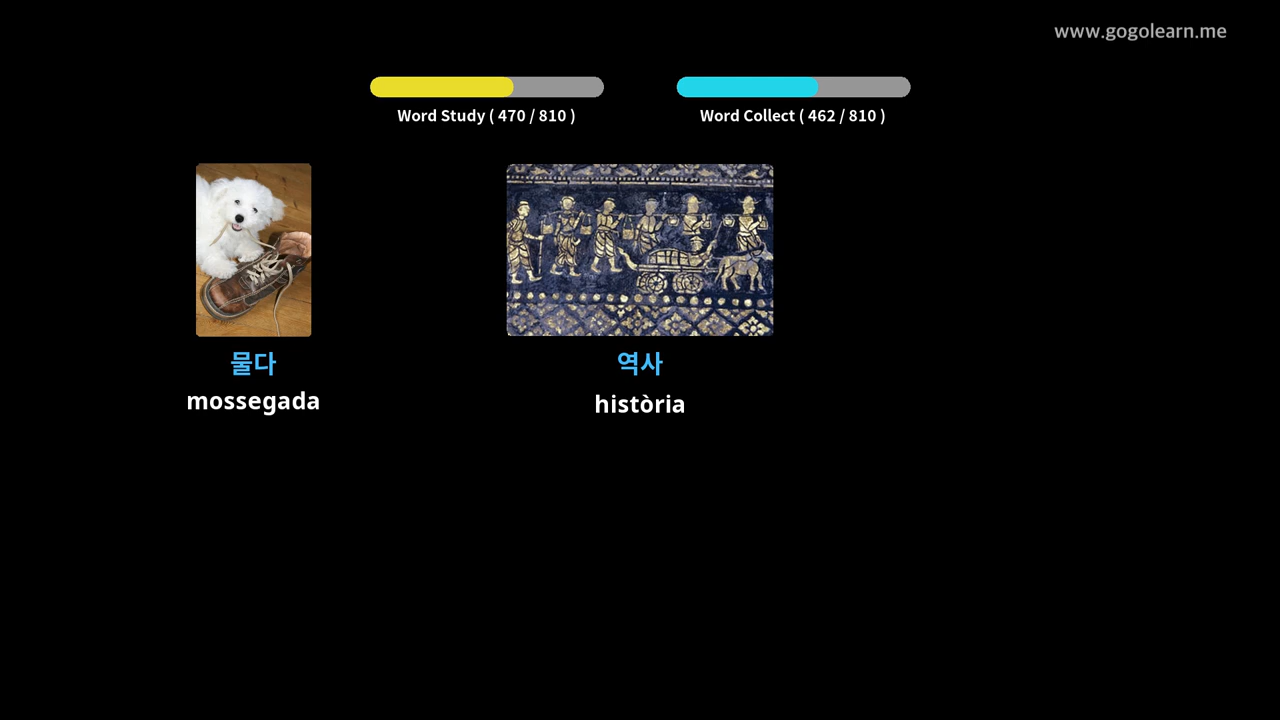 www.gogolearn.me
Word Study ( 470 / 810 )
Word Collect ( 462 / 810 )
물다
mossegada
역사
història